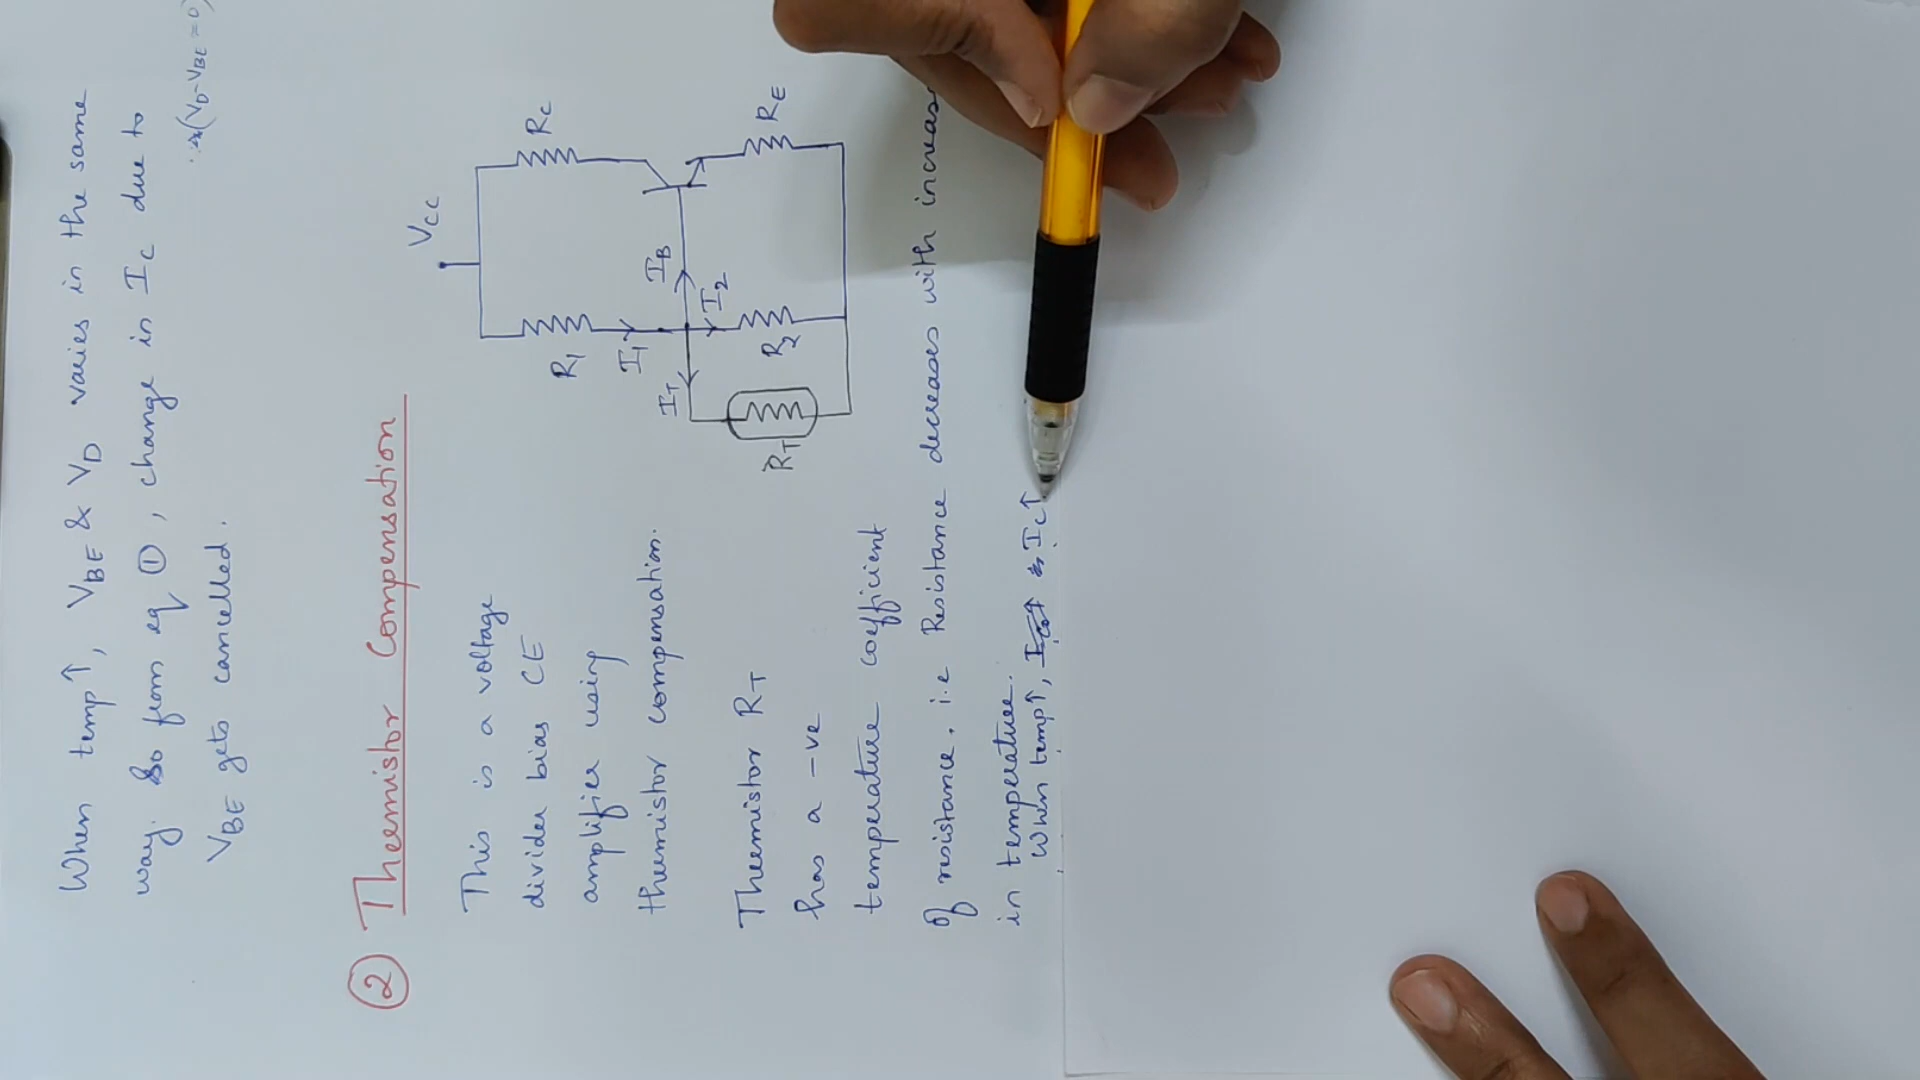 When temp↑, VBE & VD varies in the same
way. So from eq ①, change in IC due to
VBE gets cancelled.
(VD-VBE=0)
② Thermistor Compensation
This is a voltage
divider bias CE
amplifier using
thermistor compensation.
VCC
RC
R1
I1
IB
IT
I2
R2
RT
RE
Thermistor RT
has a -ve
temperature coefficient
of resistance. i.e Resistance decreases with increas
in temperature.
When temp↑, IC↑